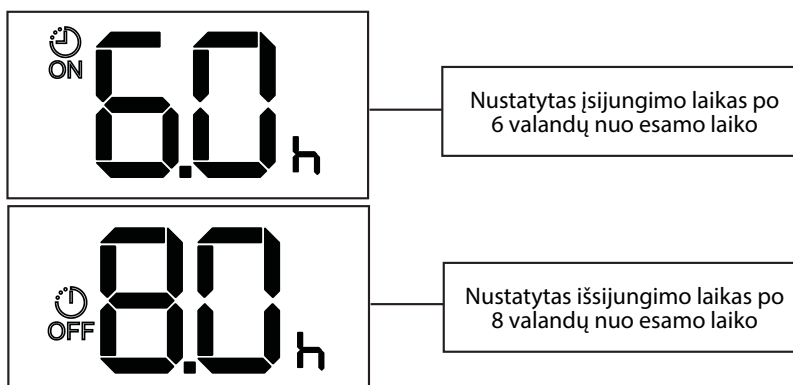 ON
6.0 h
Nustatytas įsijungimo laikas po
6 valandų nuo esamo laiko
OFF
8.0 h
Nustatytas išsijungimo laikas po
8 valandų nuo esamo laiko